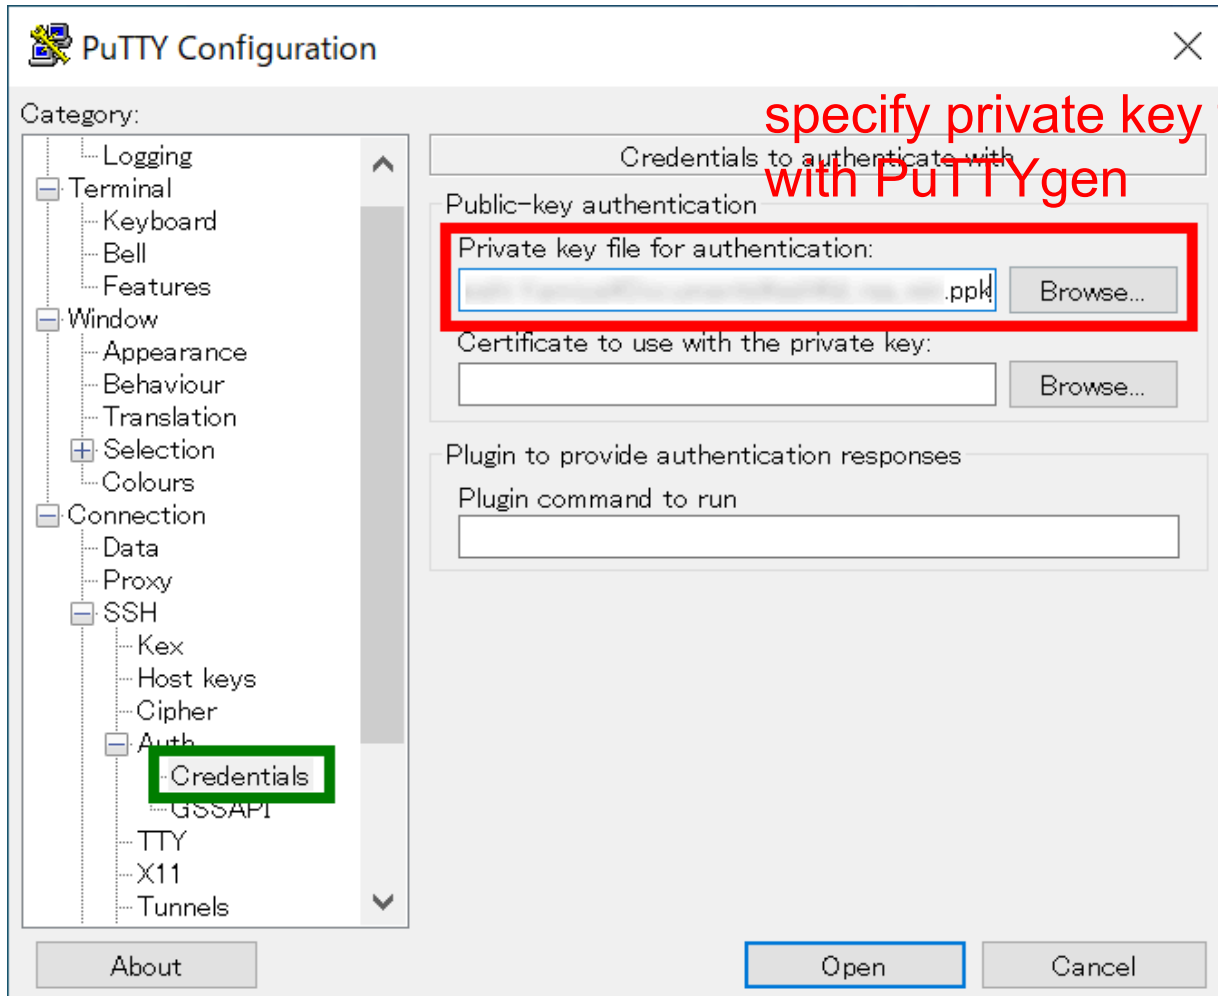 PuTTY Configuration
Category:
specify private key
with PuTTYgen
Logging
Terminal
Keyboard
Bell
Features
Window
Appearance
Behaviour
Translation
Selection
Colours
Connection
Data
Proxy
SSH
Kex
Host keys
Cipher
Auth
Credentials
GSSAPI
TTY
X11
Tunnels
Credentials to authenticate with
Public-key authentication
Private key file for authentication:
.ppk Browse...
Certificate to use with the private key:
Browse...
Plugin to provide authentication responses
Plugin command to run
About
Open
Cancel